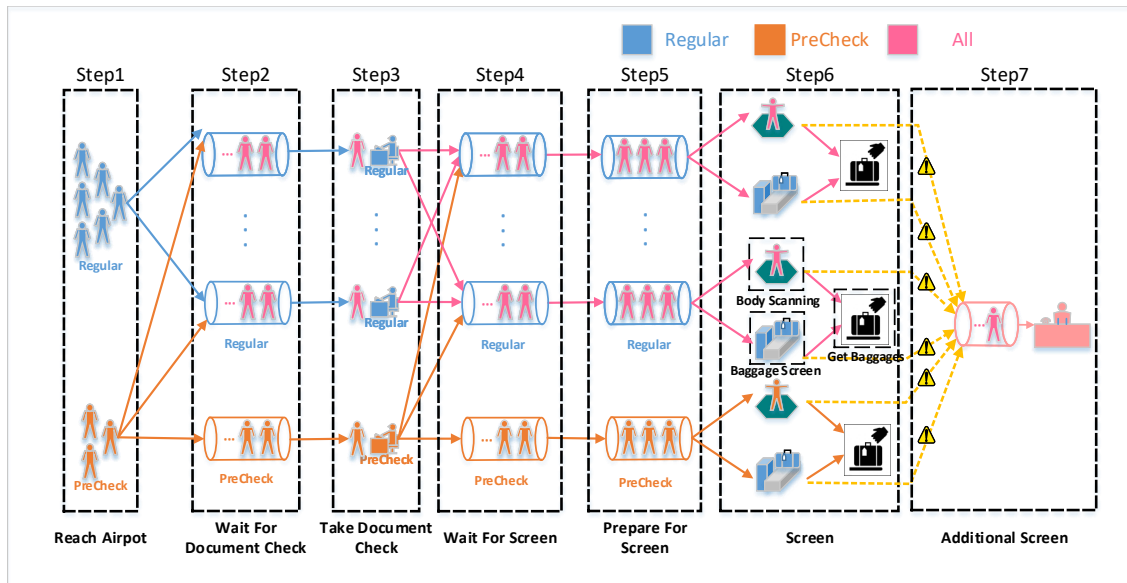 Regular PreCheck All
Step1 Step2 Step3 Step4 Step5 Step6 Step7
...
...
Regular
Regular
Body Scanning
Regular
Regular
...
Regular
...
Regular
Regular
Baggage Screen
Get Baggages
...
PreCheck
...
PreCheck
PreCheck
...
PreCheck
PreCheck
Reach Airpot
Wait For
Document Check
Take Document
Check
Wait For Screen
Prepare For
Screen
Screen
Additional Screen